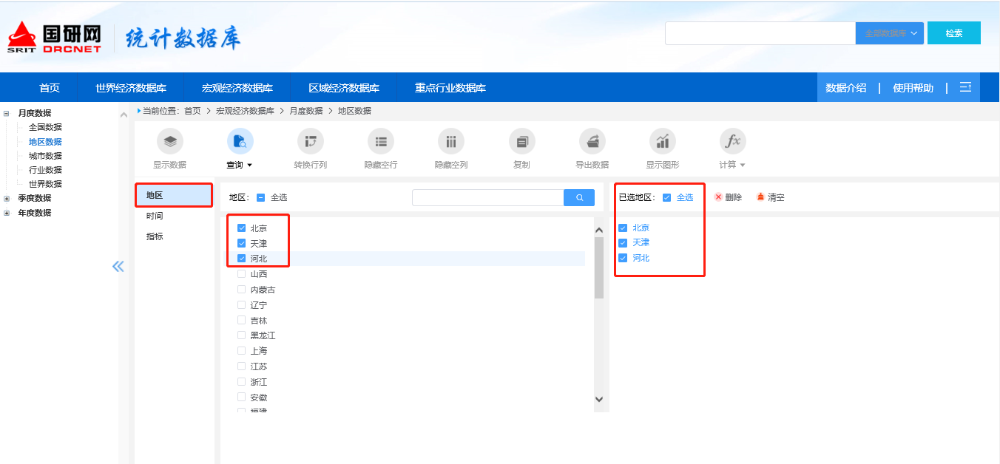 国研网
SRIT DRCNET
统计数据库
全部数据库
检索
首页 世界经济数据库 宏观经济数据库 区域经济数据库 重点行业数据库 数据介绍 | 使用帮助 |
月度数据
全国数据
地区数据
城市数据
行业数据
世界数据
季度数据
年度数据
当前位置: 首页 > 宏观经济数据库 > 月度数据 > 地区数据
显示数据 查询 转换行列 隐藏空行 隐藏空列 复制 导出数据 显示图形 计算
fx
地区
时间
指标
地区: 全选
北京
天津
河北
山西
内蒙古
辽宁
吉林
黑龙江
上海
江苏
浙江
安徽
福建
已选地区: 全选 删除 清空
北京
天津
河北